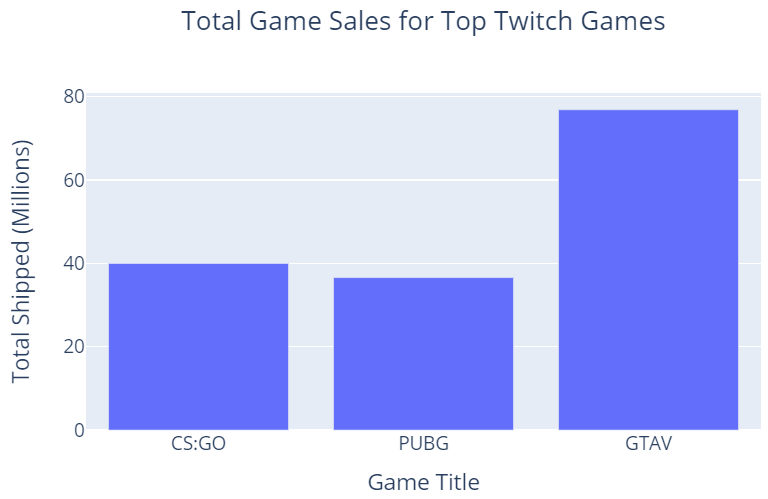 Total Game Sales for Top Twitch Games
Total Shipped (Millions)
80
60
40
20
0
CS:GO PUBG GTAV
Game Title